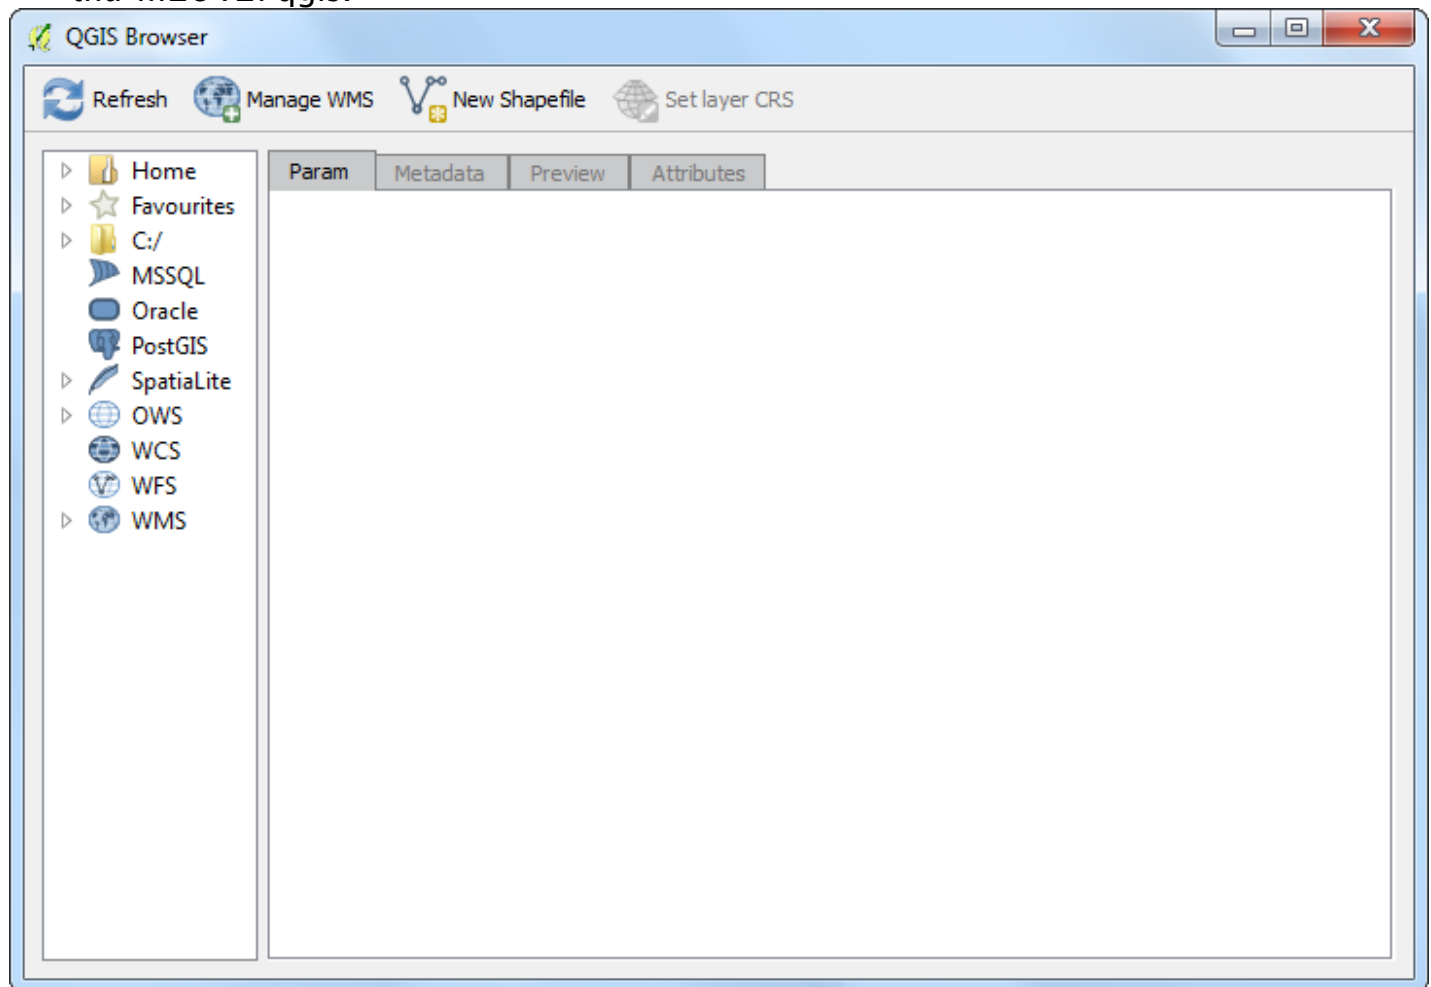 QGIS Browser
Refresh Manage WMS New Shapefile Set layer CRS
Param Metadata Preview Attributes
Home
Favourites
C:/
MSSQL
Oracle
PostGIS
SpatiaLite
OWS
WCS
WFS
WMS